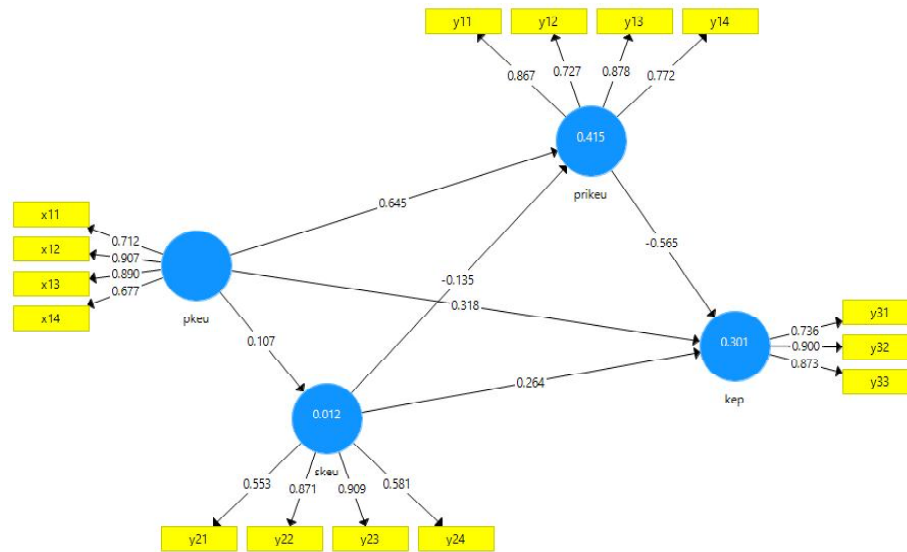 y11 y12 y13 y14
0.867 0.727 0.878 0.772
0.415
prikeu
0.645
x11
x12
x13
x14
0.712
0.907
0.890
0.677
pkeu
-0.135
-0.565
0.318
0.107
0.264
0.301
kep
0.736
0.900
0.873
y31
y32
y33
0.012
skeu
0.553 0.871 0.909 0.581
y21 y22 y23 y24